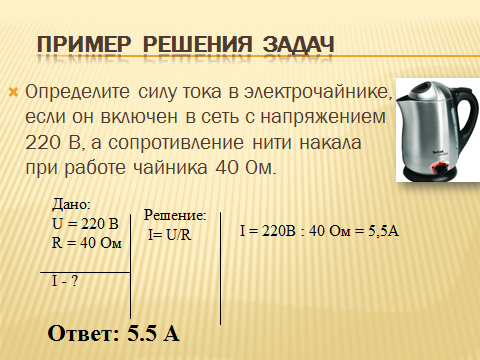 ПРИМЕР РЕШЕНИЯ ЗАДАЧ
Определите силу тока в электрочайнике,
если он включен в сеть с напряжением
220 В, а сопротивление нити накала
при работе чайника 40 Ом.
Дано:
U = 220 В
R = 40 Ом
I - ?
Решение:
I= U/R
I = 220В : 40 Ом = 5,5А
Ответ: 5.5 А